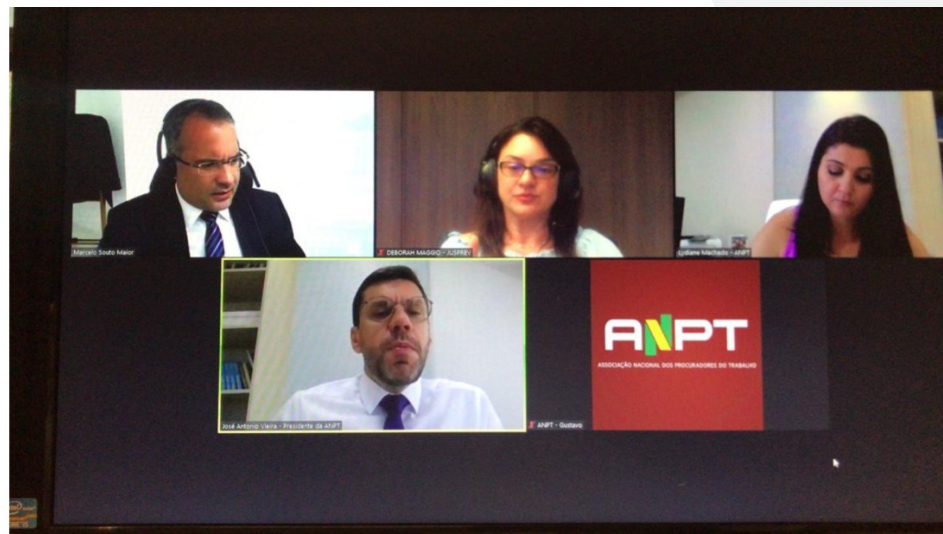 Marcelo Souto Maior
DEBORAH MAGGIO - JUSPREV
Lydiane Machado - ANPT
José Antonio Vieira - Presidente da ANPT
ANPT - Gustavo
ANPT
ASSOCIAÇÃO NACIONAL DOS PROCURADORES DO TRABALHO